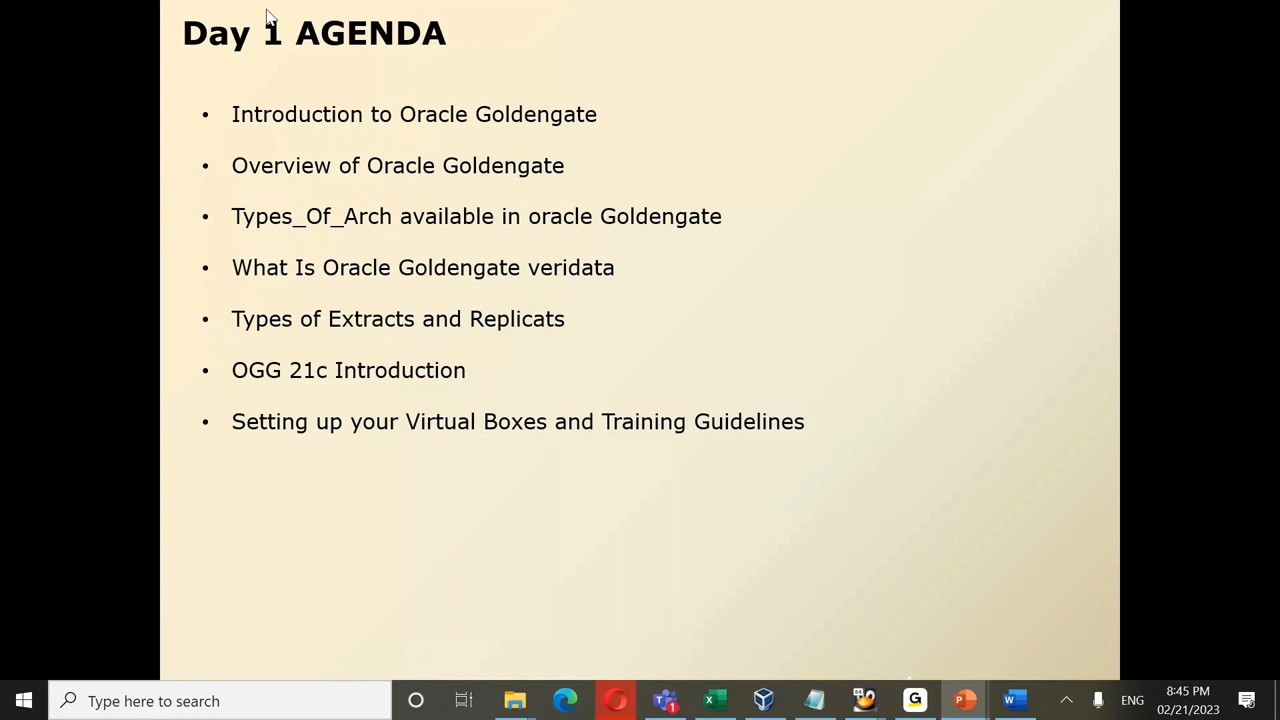 Day 1 AGENDA
• Introduction to Oracle Goldengate
• Overview of Oracle Goldengate
• Types_Of_Arch available in oracle Goldengate
• What Is Oracle Goldengate veridata
• Types of Extracts and Replicats
• OGG 21c Introduction
• Setting up your Virtual Boxes and Training Guidelines
Type here to search
1
G
ENG
8:45 PM
02/21/2023